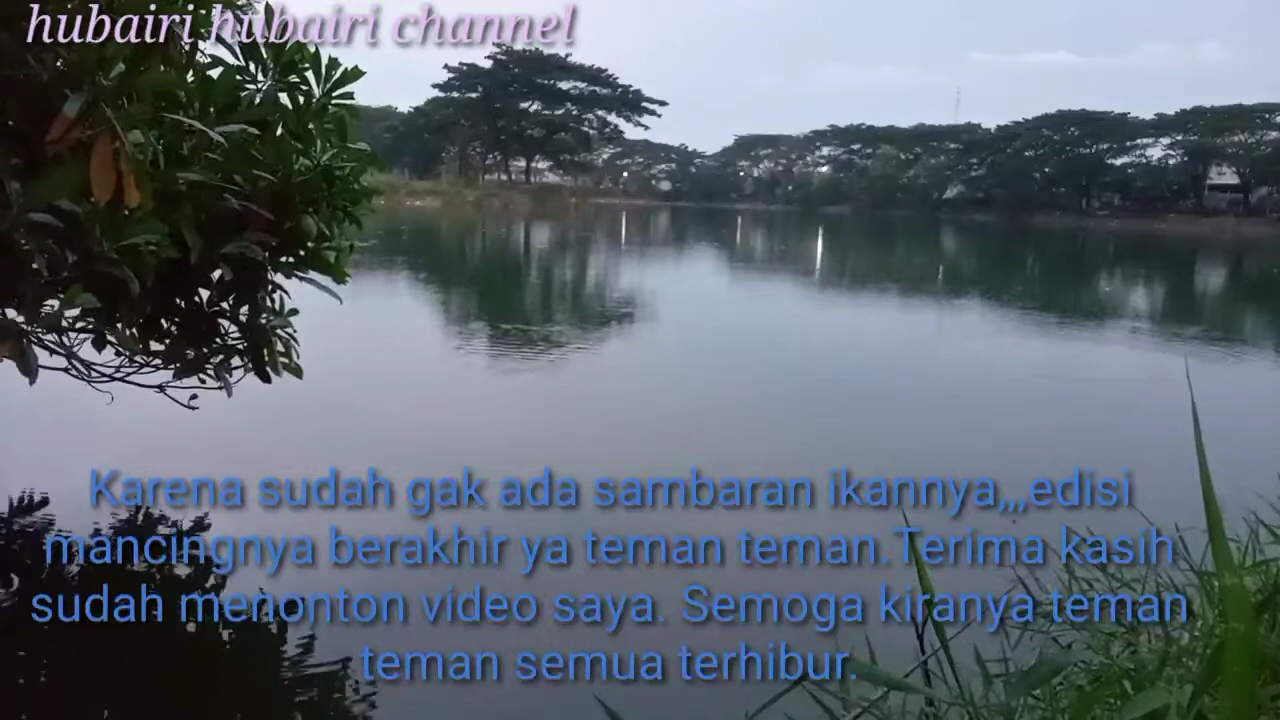 hubairi hubairi channel
Karena sudah gak ada sambaran ikannya,,,edisi
mancingnya berakhir ya teman teman.Terima kasih
sudah menonton video saya. Semoga kiranya teman
teman semua terhibur.